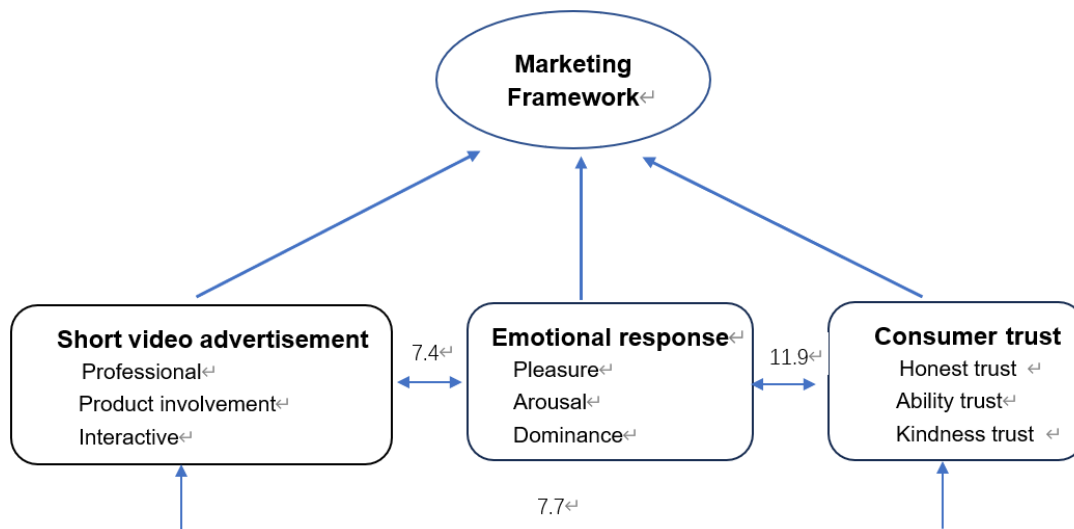 Marketing
Framework↵
Short video advertisement
Professional↵
Product involvement↵
Interactive↵
7.4↵
Emotional response↵
Pleasure↵
Arousal↵
Dominance↵
11.9↵
Consumer trust
Honest trust ↵
Ability trust↵
Kindness trust ↵
7.7↵